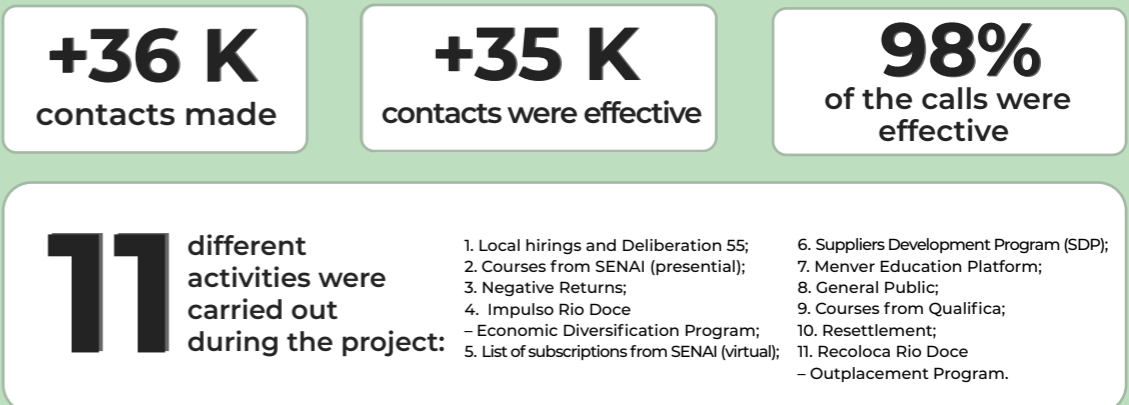 +36 K
contacts made
+35 K
contacts were effective
98%
of the calls were
effective
11
different
activities were
carried out
during the project:
1. Local hirings and Deliberation 55;
2. Courses from SENAI (presential);
3. Negative Returns;
4. Impulso Rio Doce
– Economic Diversification Program;
5. List of subscriptions from SENAI (virtual);
6. Suppliers Development Program (SDP);
7. Menver Education Platform;
8. General Public;
9. Courses from Qualifica;
10. Resettlement;
11. Recoloca Rio Doce
– Outplacement Program.